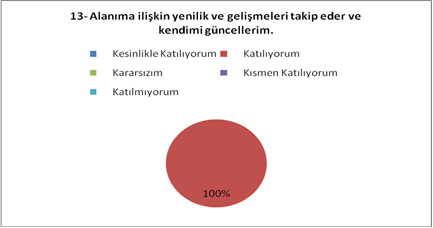 13- Alanıma ilişkin yenilik ve gelişmeleri takip eder ve
kendimi güncellerim.
Kesinlikle Katılıyorum
Katılıyorum
Kararsızım
Kısmen Katılıyorum
Katılmıyorum
100%